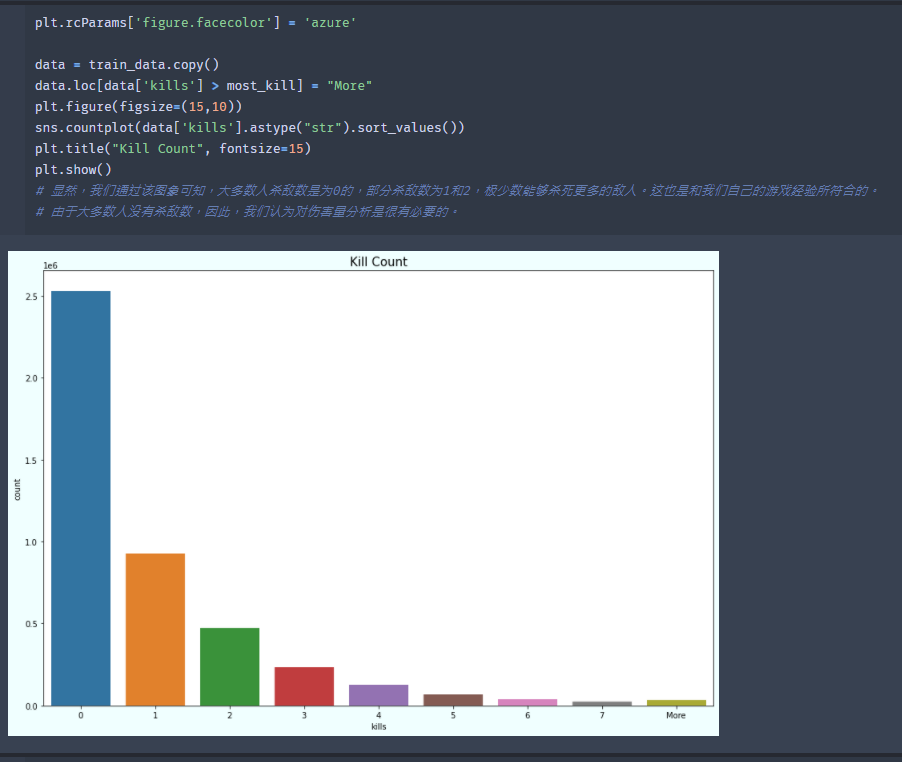 plt.rcParams['figure.facecolor'] = 'azure'
data = train_data.copy()
data.loc[data['kills'] > most_kill] = "More"
plt.figure(figsize=(15,10))
sns.countplot(data['kills'].astype("str").sort_values())
plt.title("Kill Count", fontsize=15)
plt.show()
# 显然，我们通过该图象可知，大多数人杀敌数是为0的，部分杀敌数为1和2，极少数能够杀死更多的敌人。这也是和我们自己的游戏经验所符合的。
# 由于大多数人没有杀敌数，因此，我们认为对伤害量分析是很有必要的。
Kill Count
1e6
2.5
2.0
1.5
1.0
0.5
0.0
count
0 1 2 3 4 5 6 7 More
kills